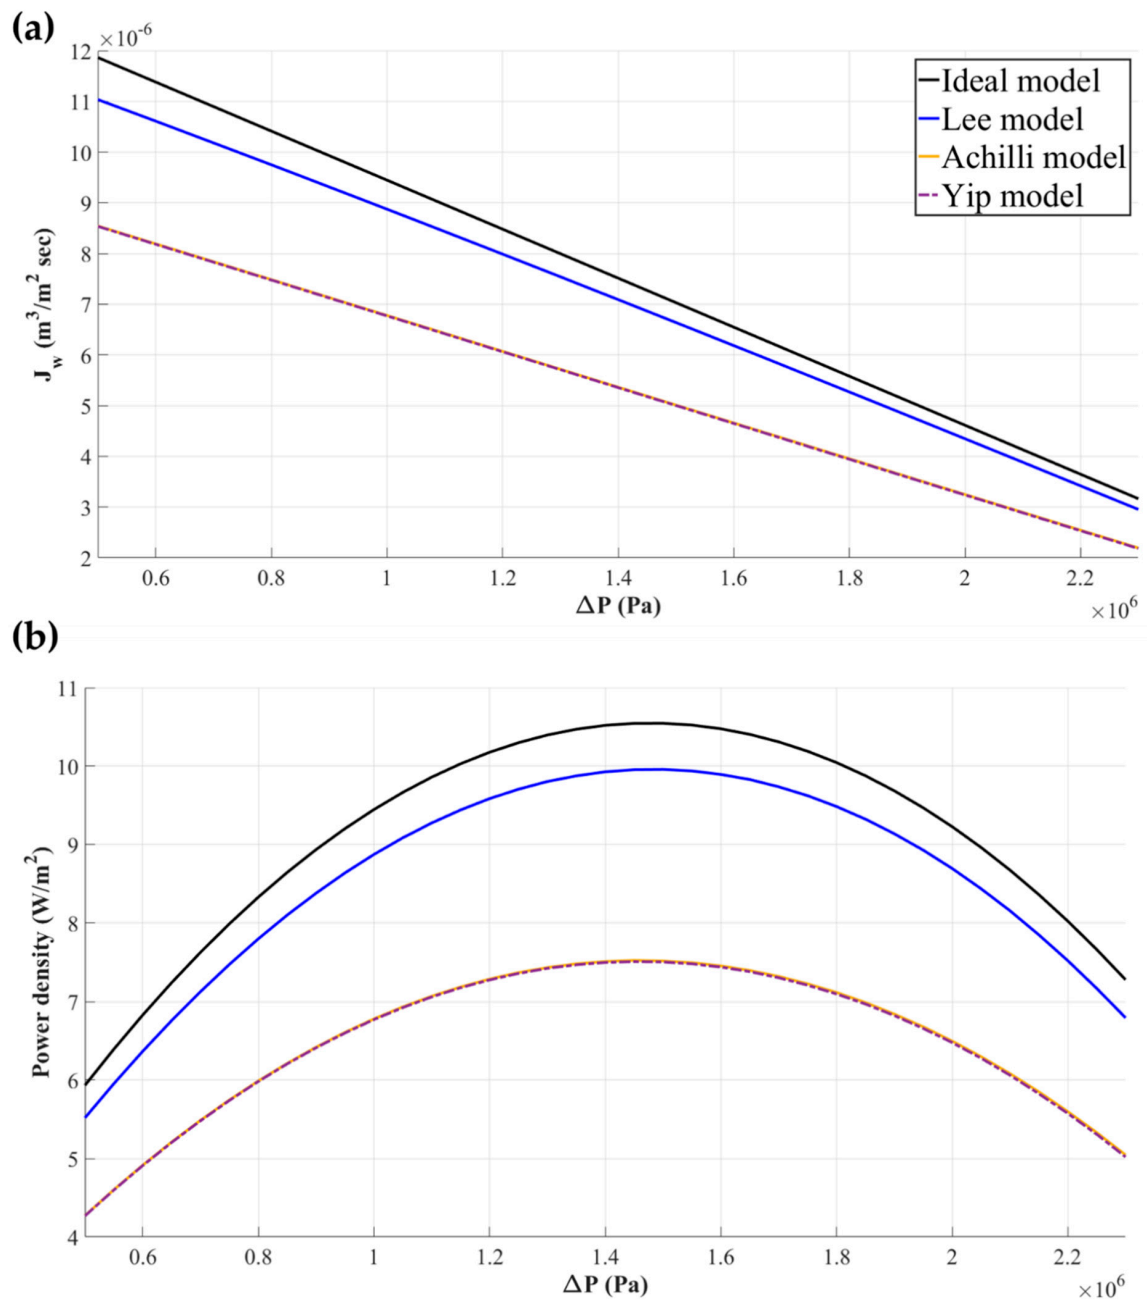 (a)
×10⁻⁶
12
11
10
9
8
7
6
5
4
3
2
J_w (m³/m² sec)
Ideal model
Lee model
Achilli model
Yip model
0.6 0.8 1 1.2 1.4 1.6 1.8 2 2.2
ΔP (Pa)
×10⁶
(b)
11
10
9
8
7
6
5
4
Power density (W/m²)
0.6 0.8 1 1.2 1.4 1.6 1.8 2 2.2
ΔP (Pa)
×10⁶